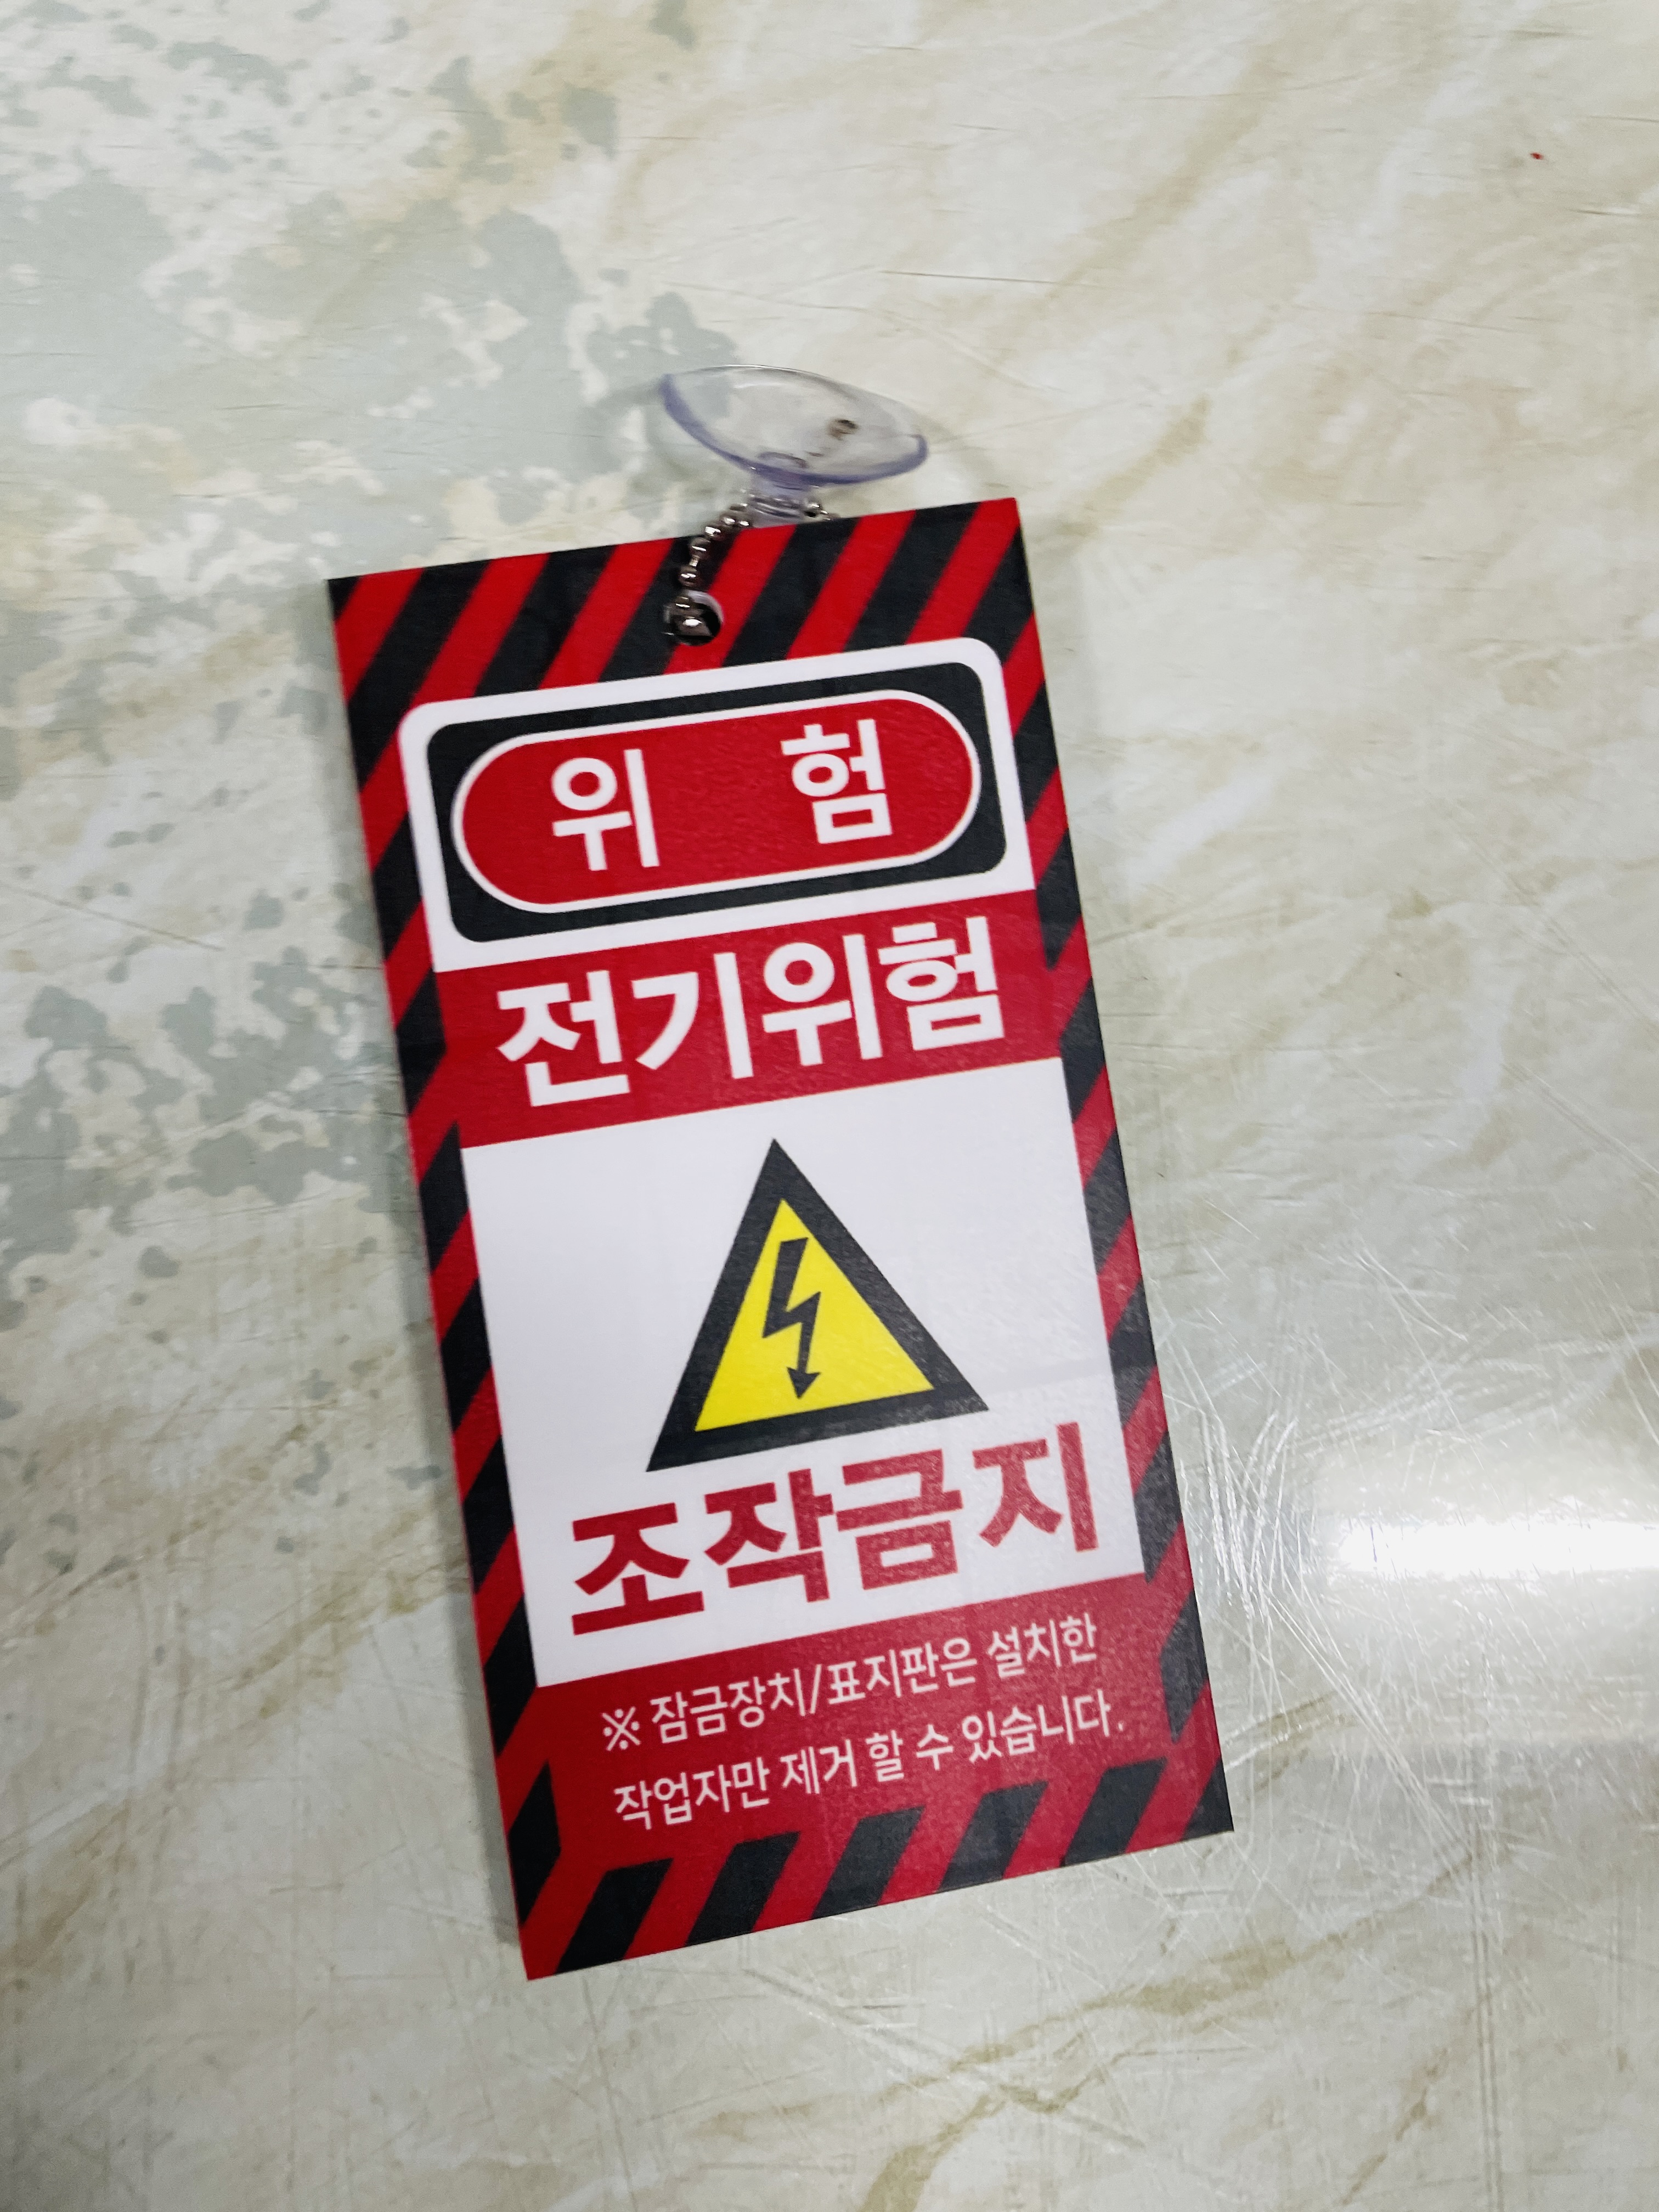 위 험
전기위험
조작금지
※ 잠금장치/표지판은 설치한
작업자만 제거 할 수 있습니다.